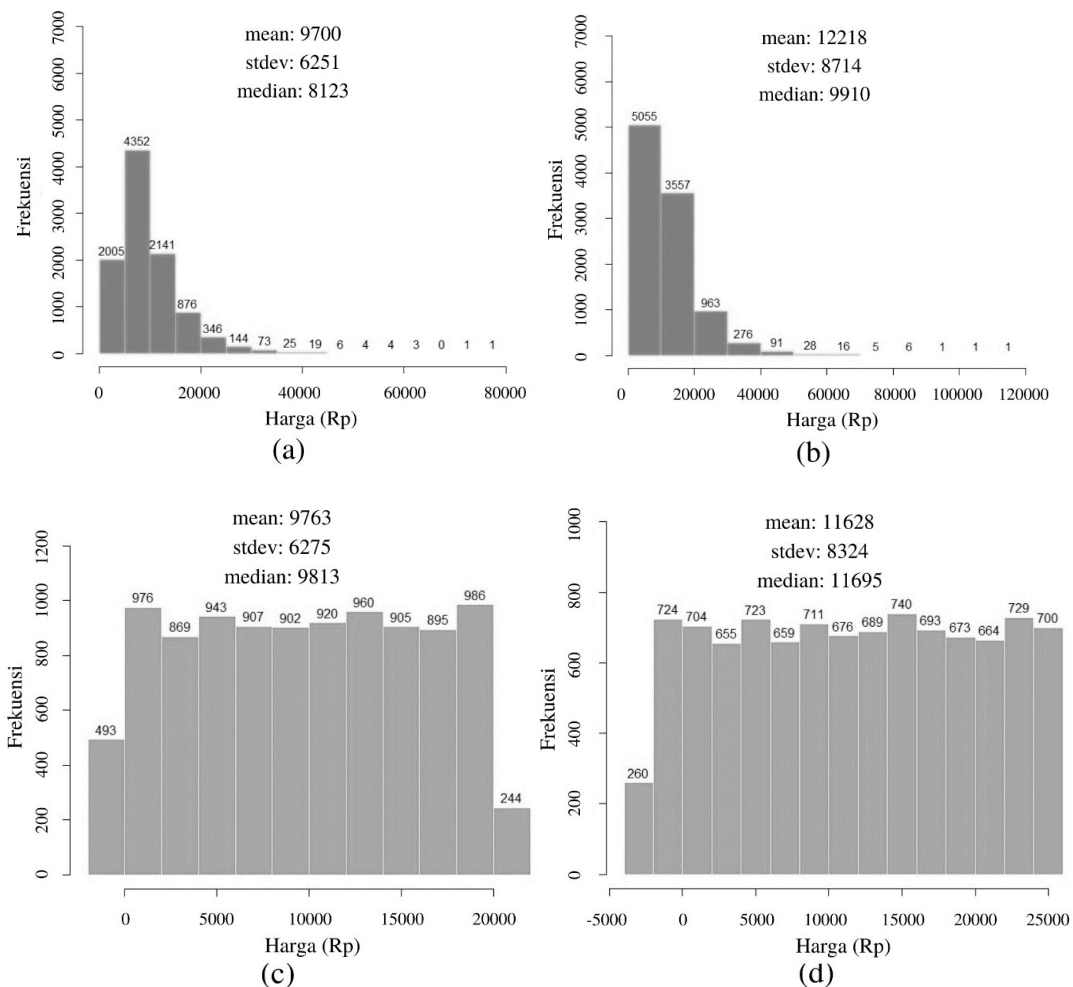 mean: 9700
stdev: 6251
median: 8123
Frekuensi
7000
6000
5000
4000
3000
2000
1000
0
2005 4352 2141 876 346 144 73 25 19 6 4 4 3 0 1 1
0 20000 40000 60000 80000
Harga (Rp)
(a)
mean: 12218
stdev: 8714
median: 9910
Frekuensi
7000
6000
5000
4000
3000
2000
1000
0
5055 3557 963 276 91 28 16 5 6 1 1 1
0 20000 40000 60000 80000 100000 120000
Harga (Rp)
(b)
mean: 9763
stdev: 6275
median: 9813
Frekuensi
1200
1000
800
600
400
200
0
493 976 869 943 907 902 920 960 905 895 986 244
0 5000 10000 15000 20000
Harga (Rp)
(c)
mean: 11628
stdev: 8324
median: 11695
Frekuensi
1000
800
600
400
200
0
260 724 704 655 723 659 711 676 689 740 693 673 664 729 700
-5000 0 5000 10000 15000 20000 25000
Harga (Rp)
(d)